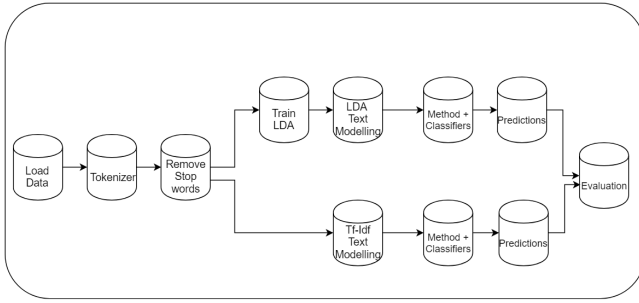 Load
Data
Tokenizer
Remove
Stop
words
Train
LDA
LDA
Text
Modelling
Method +
Classifiers
Predictions
Tf-Idf
Text
Modelling
Method +
Classifiers
Predictions
Evaluation